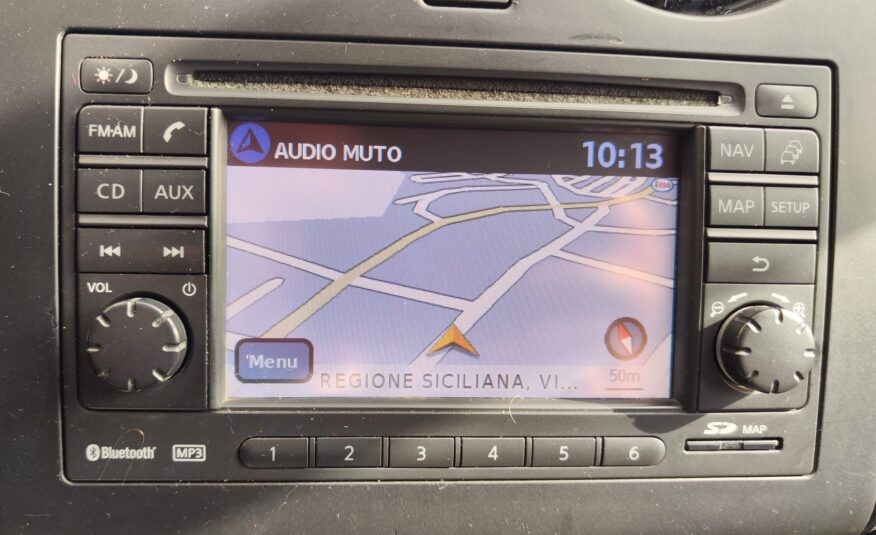 FM·AM
CD
AUX
VOL
AUDIO MUTO
10:13
Menu
REGIONE SICILIANA, VI...
50m
NAV
MAP
SETUP
Bluetooth
MP3
1
2
3
4
5
6
SD
MAP